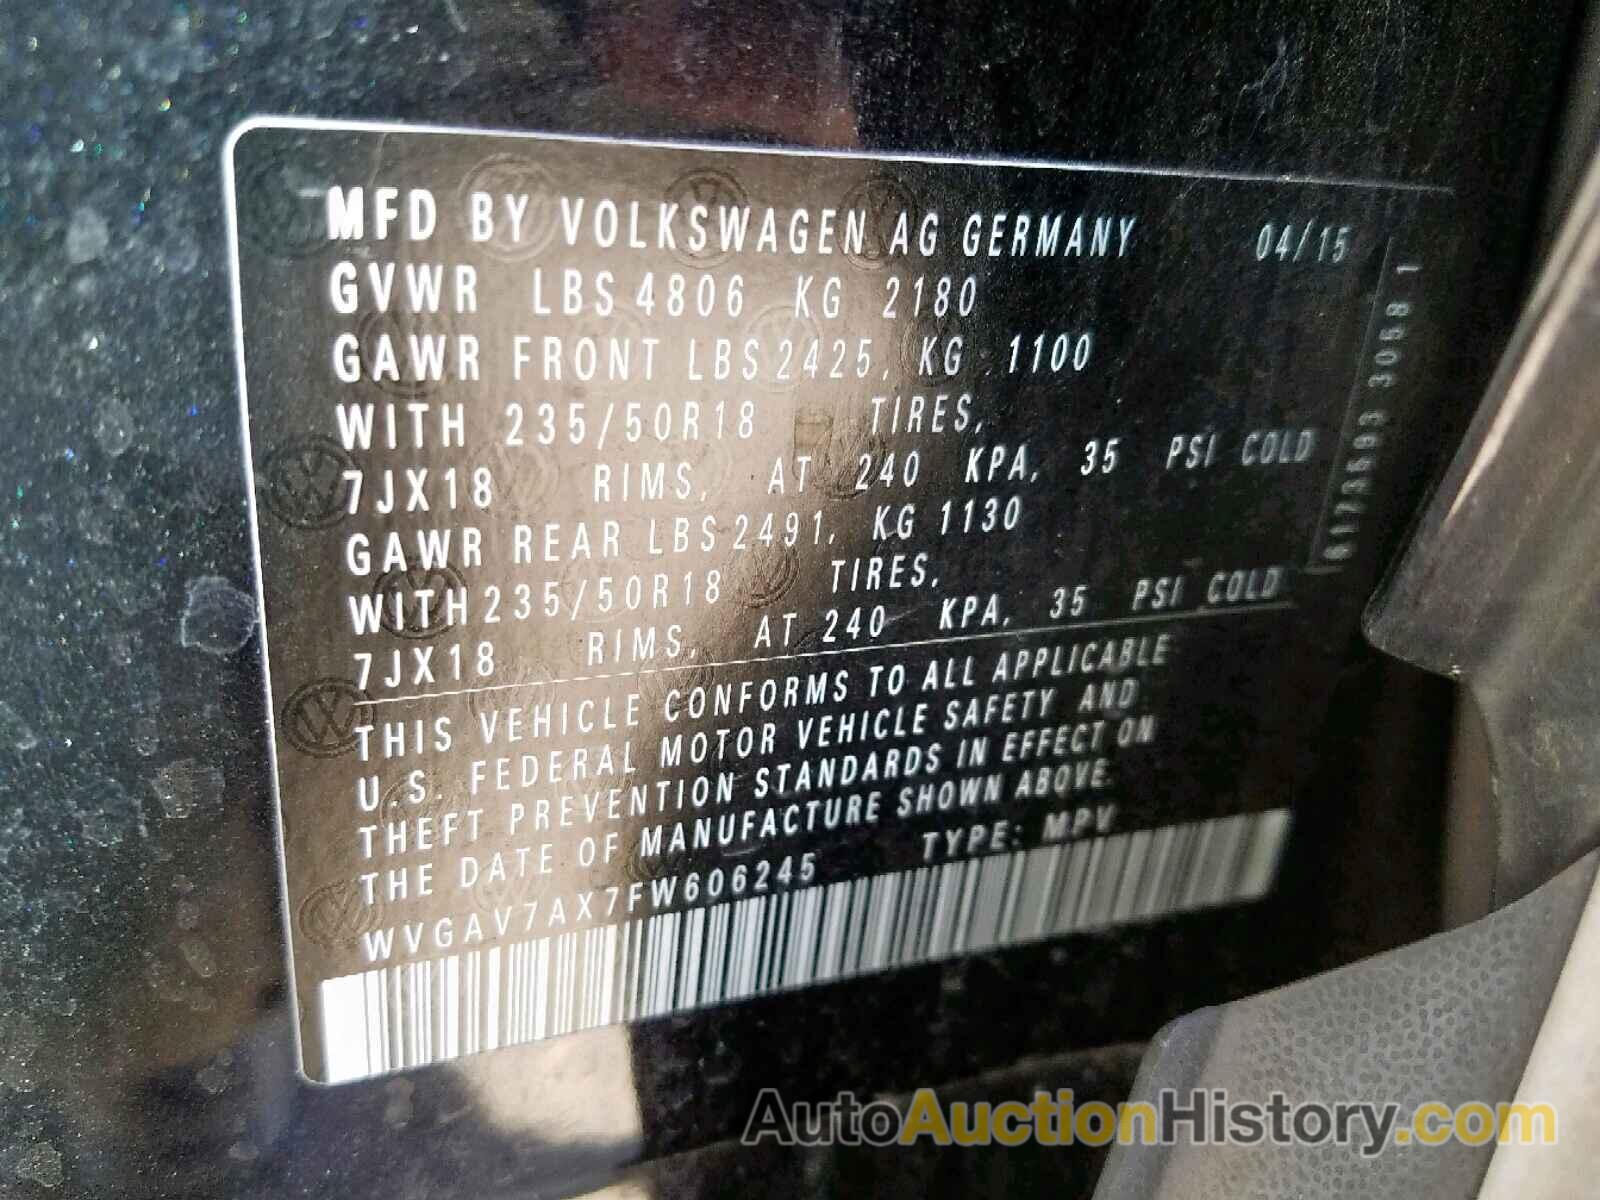 MFD BY VOLKSWAGEN AG GERMANY 04/15
GVWR LBS 4806 KG 2180
GAWR FRONT LBS 2425, KG 1100
WITH 235/50R18 TIRES,
7JX18 RIMS, AT 240 KPA, 35 PSI COLD
GAWR REAR LBS 2491, KG 1130
WITH 235/50R18 TIRES,
7JX18 RIMS, AT 240 KPA, 35 PSI COLD
THIS VEHICLE CONFORMS TO ALL APPLICABLE
U.S. FEDERAL MOTOR VEHICLE SAFETY AND
THEFT PREVENTION STANDARDS IN EFFECT ON
THE DATE OF MANUFACTURE SHOWN ABOVE.
WVGAV7AX7FW606245 TYPE: MPV
AutoAuctionHistory.com